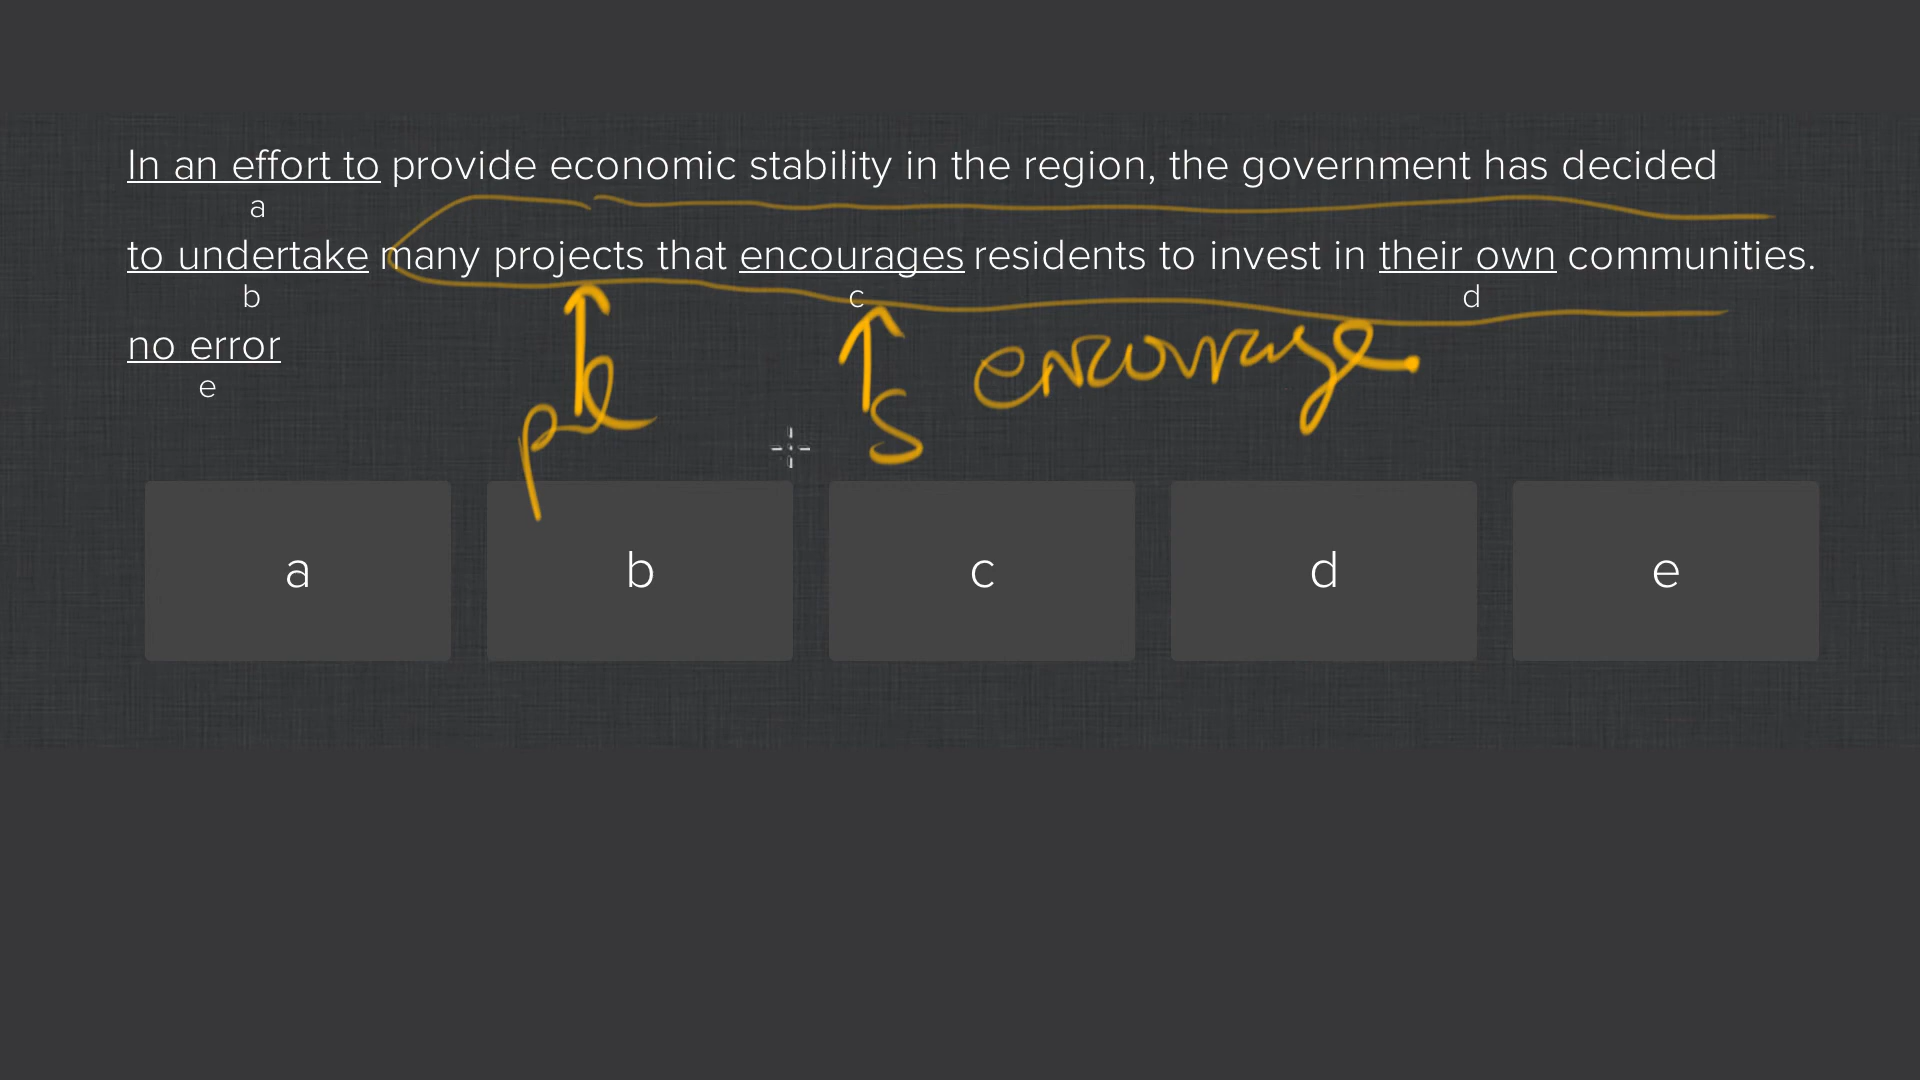 In an effort to provide economic stability in the region, the government has decided
a
to undertake many projects that encourages residents to invest in their own communities.
b c d
no error
e
pl s encourage
a b c d e